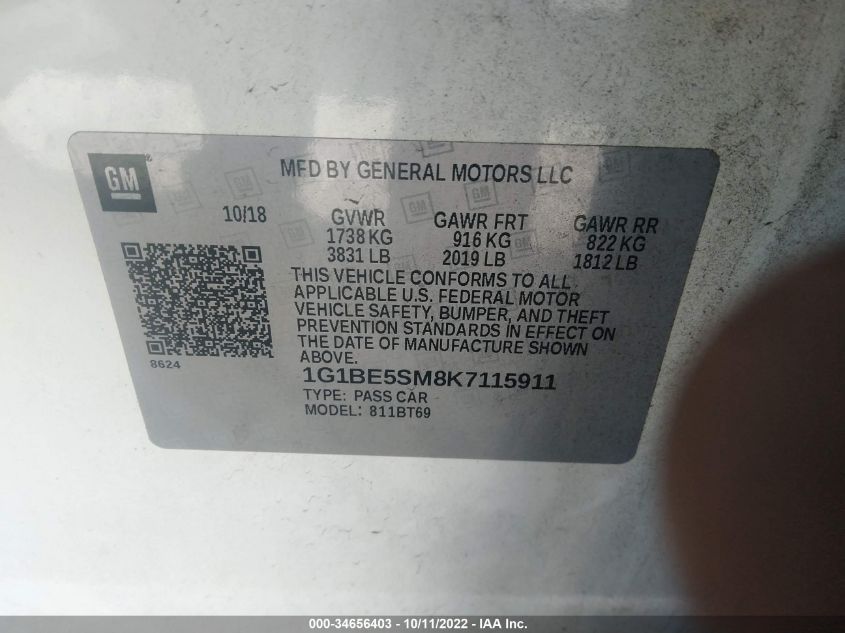 GM
MFD BY GENERAL MOTORS LLC
10/18
GVWR GAWR FRT GAWR RR
1738 KG 916 KG 822 KG
3831 LB 2019 LB 1812 LB
THIS VEHICLE CONFORMS TO ALL
APPLICABLE U.S. FEDERAL MOTOR
VEHICLE SAFETY, BUMPER, AND THEFT
PREVENTION STANDARDS IN EFFECT ON
THE DATE OF MANUFACTURE SHOWN
ABOVE.
8624
1G1BE5SM8K7115911
TYPE: PASS CAR
MODEL: 811BT69
000-34656403 - 10/11/2022 - IAA Inc.